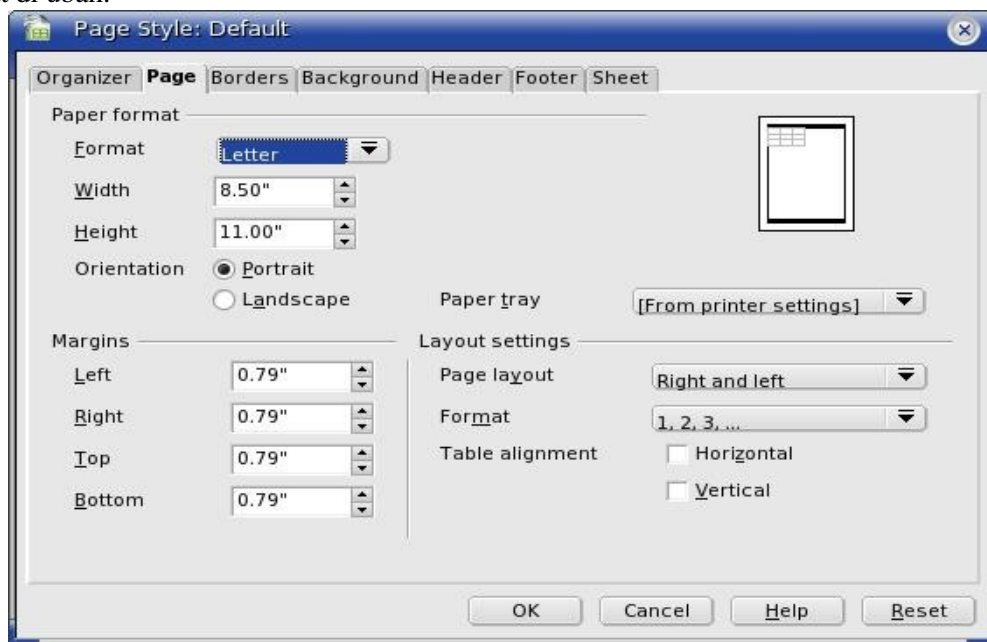 di ubah.
Page Style: Default
Organizer Page Borders Background Header Footer Sheet
Paper format
Format Letter
Width 8.50"
Height 11.00"
Orientation Portrait
Landscape Paper tray [From printer settings]
Margins Layout settings
Left 0.79" Page layout Right and left
Right 0.79" Format 1, 2, 3, ...
Top 0.79" Table alignment Horizontal
Bottom 0.79" Vertical
OK Cancel Help Reset